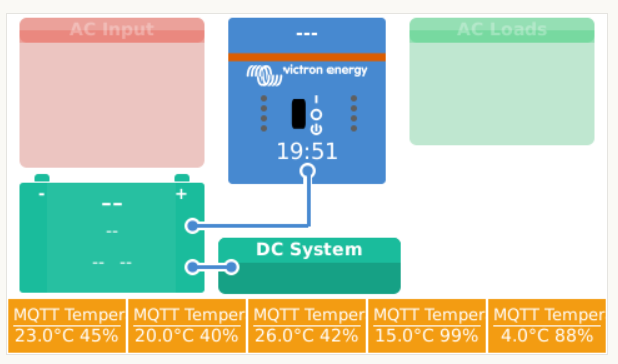 AC Input
---
AC Loads
victron energy
I
19:51
- +
--
--
-- --
DC System
MQTT Temper MQTT Temper MQTT Temper MQTT Temper MQTT Temper
23.0°C 45% 20.0°C 40% 26.0°C 42% 15.0°C 99% 4.0°C 88%